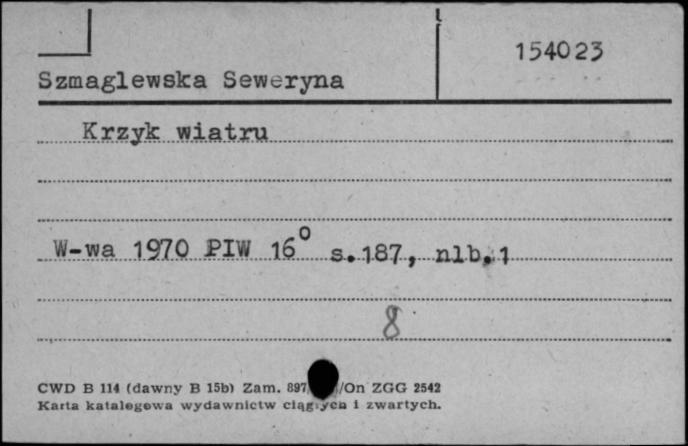 154023
Szmaglewska Seweryna
Krzyk wiatru
W-wa 1970 PIW 16° s.187, nlb.1
8
CWD B 114 (dawny B 15b) Zam. 897 /On ZGG 2542
Karta katalogowa wydawnictw ciągłych i zwartych.